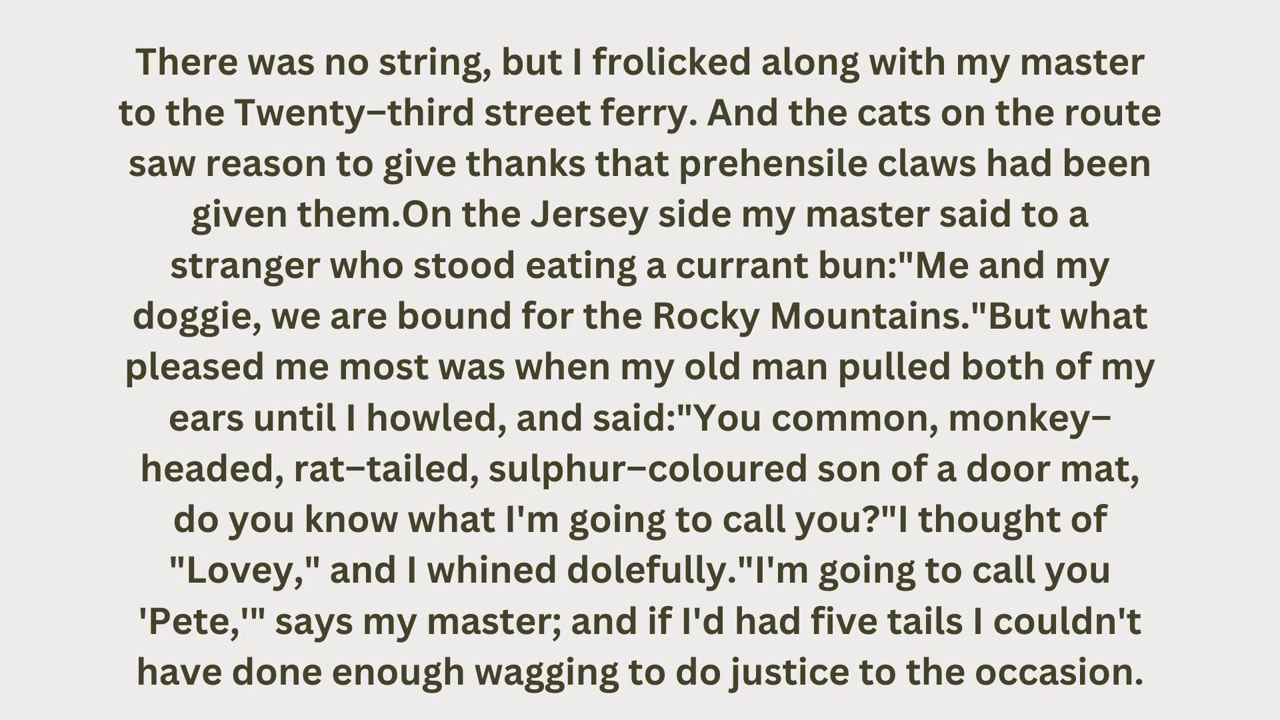 There was no string, but I frolicked along with my master
to the Twenty–third street ferry. And the cats on the route
saw reason to give thanks that prehensile claws had been
given them.On the Jersey side my master said to a
stranger who stood eating a currant bun:"Me and my
doggie, we are bound for the Rocky Mountains."But what
pleased me most was when my old man pulled both of my
ears until I howled, and said:"You common, monkey–
headed, rat–tailed, sulphur–coloured son of a door mat,
do you know what I'm going to call you?"I thought of
"Lovey," and I whined dolefully."I'm going to call you
'Pete,'" says my master; and if I'd had five tails I couldn't
have done enough wagging to do justice to the occasion.